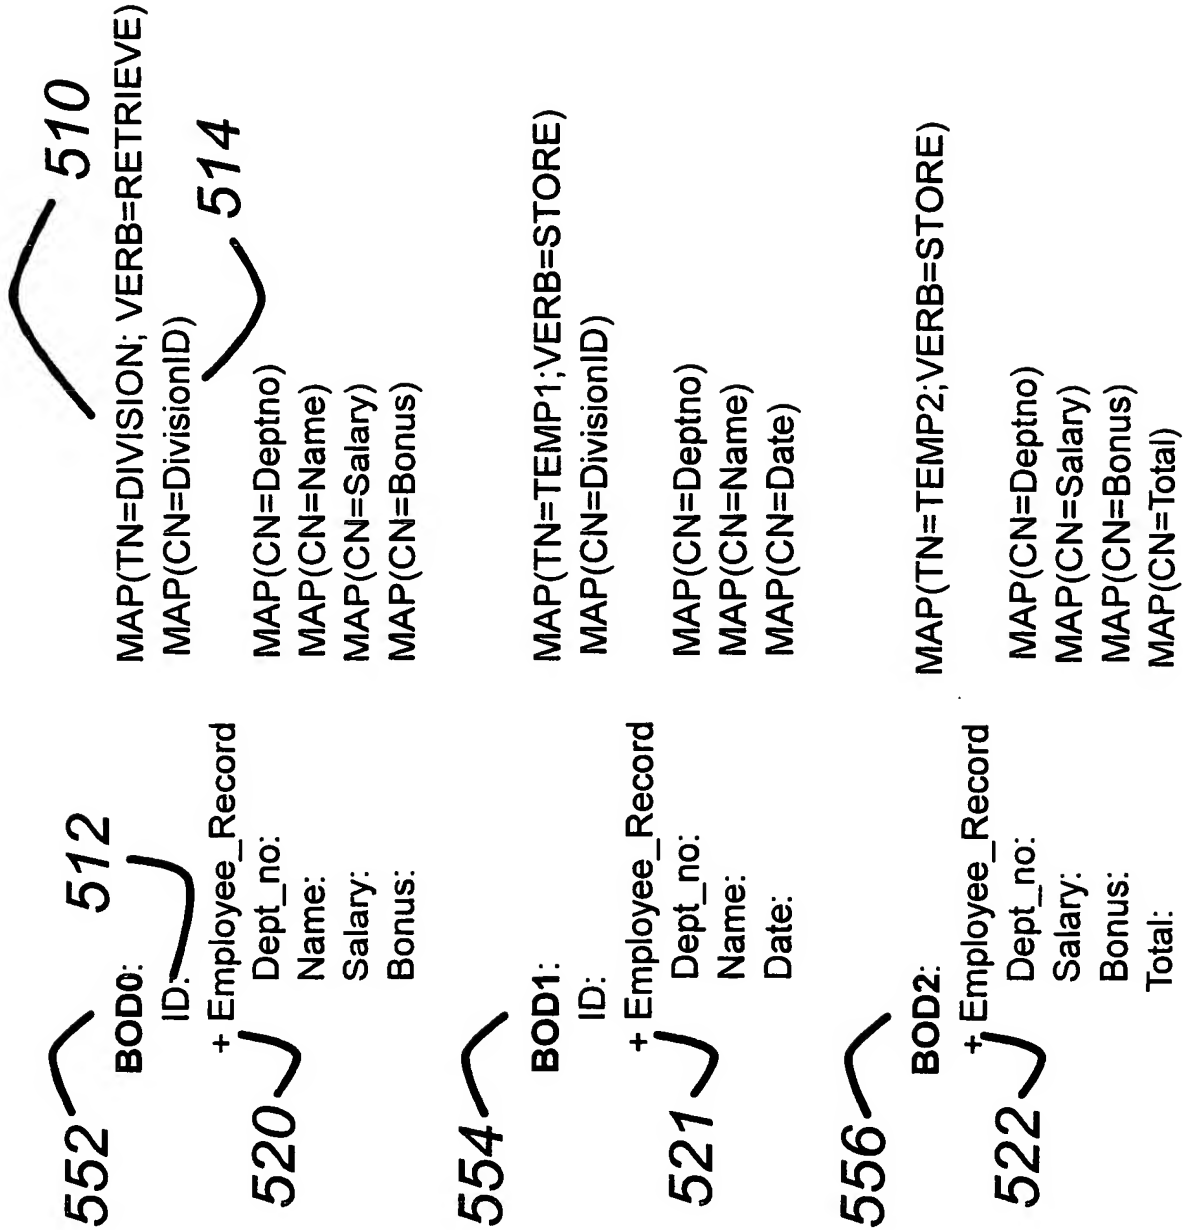 510
552 512
BOD0: MAP(TN=DIVISION; VERB=RETRIEVE)
ID: MAP(CN=DivisionID)
514
+ Employee_Record
520 Dept_no: MAP(CN=Deptno)
Name: MAP(CN=Name)
Salary: MAP(CN=Salary)
Bonus: MAP(CN=Bonus)
554
BOD1: MAP(TN=TEMP1;VERB=STORE)
ID: MAP(CN=DivisionID)
+ Employee_Record
521 Dept_no: MAP(CN=Deptno)
Name: MAP(CN=Name)
Date: MAP(CN=Date)
556
BOD2: MAP(TN=TEMP2;VERB=STORE)
+ Employee_Record
522 Dept_no: MAP(CN=Deptno)
Salary: MAP(CN=Salary)
Bonus: MAP(CN=Bonus)
Total: MAP(CN=Total)